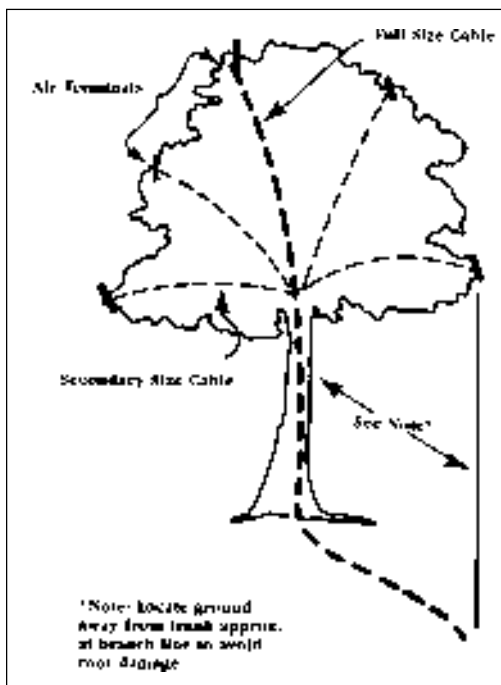 Full Size Cable
Air Terminals
Secondary Size Cable
See Note*
*Note: Locate ground
away from trunk approx.
at branch line to avoid
root damage